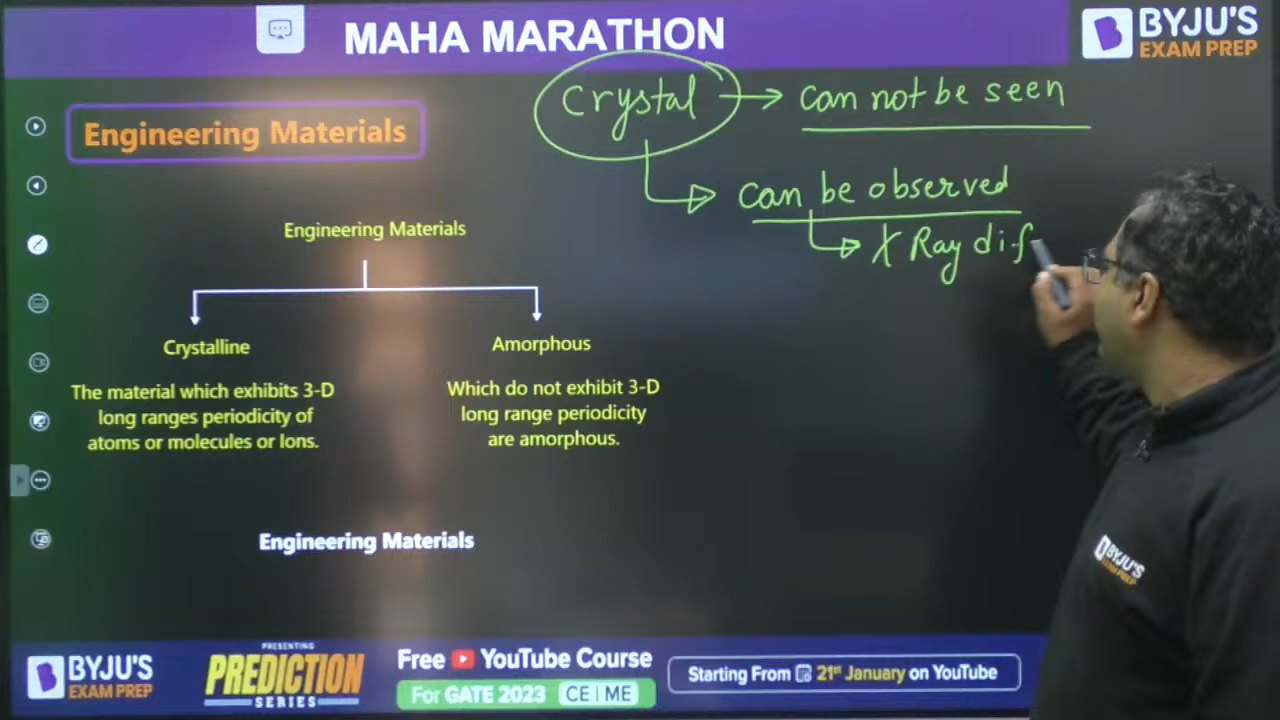 MAHA MARATHON
BYJU'S
EXAM PREP
Engineering Materials
Crystal → can not be seen
can be observed
X Ray dif
Engineering Materials
Crystalline
The material which exhibits 3-D
long ranges periodicity of
atoms or molecules or Ions.
Amorphous
Which do not exhibit 3-D
long range periodicity
are amorphous.
Engineering Materials
BYJU'S
EXAM PREP
BYJU'S
EXAM PREP
PRESENTING
PREDICTION
SERIES
Free YouTube Course
For GATE 2023 CE | ME
Starting From 21st January on YouTube